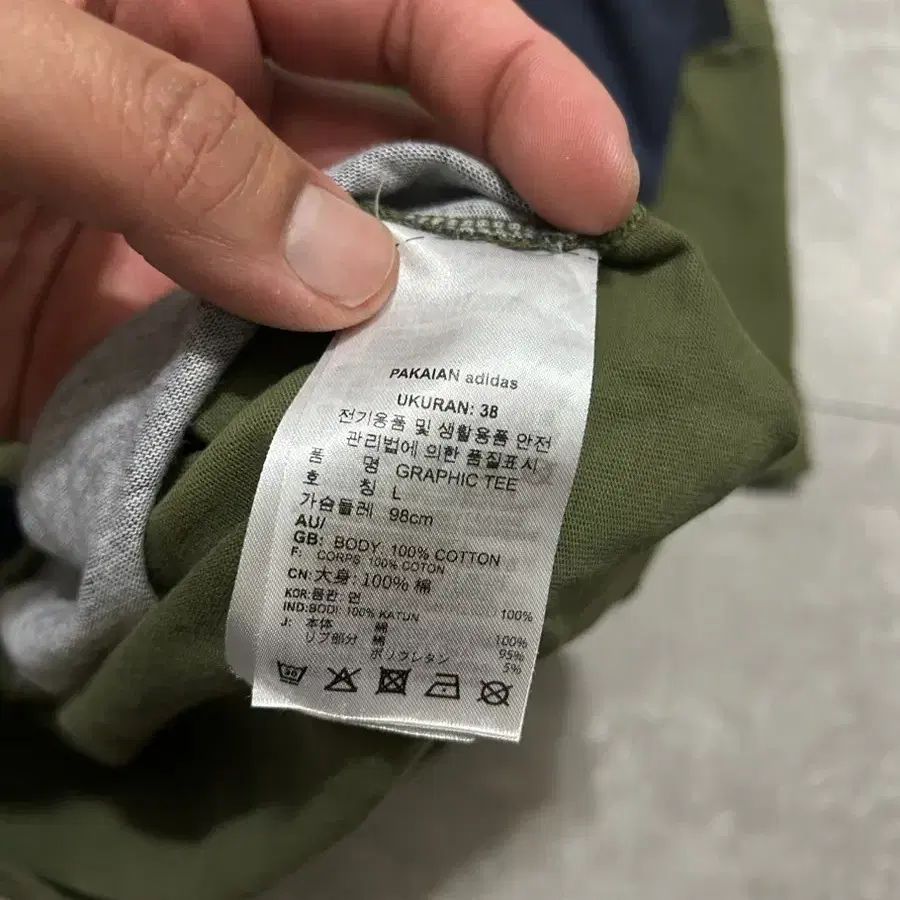 PAKAIAN adidas
UKURAN: 38
전기용품 및 생활용품 안전
관리법에 의한 품질표시
품 명 GRAPHIC TEE
호 칭 L
가슴둘레 98cm
AU/
GB: BODY: 100% COTTON
F: CORPS 100% COTON
CN: 大身: 100% 棉
KOR: 몸판 면 100%
IND: BODI: 100% KATUN
J: 本体 綿 100%
リブ部分 綿 95%
ポリウレタン 5%